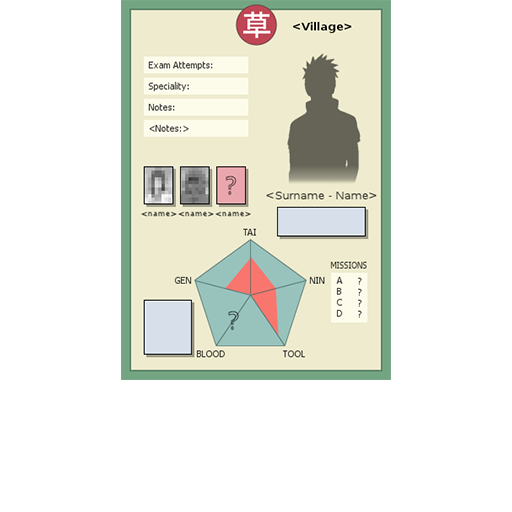 草
<Village>
Exam Attempts:
Speciality:
Notes:
<Notes:>
?
<name> <name> <name>
<Surname - Name>
TAI
GEN
NIN
BLOOD
TOOL
?
MISSIONS
A ?
B ?
C ?
D ?